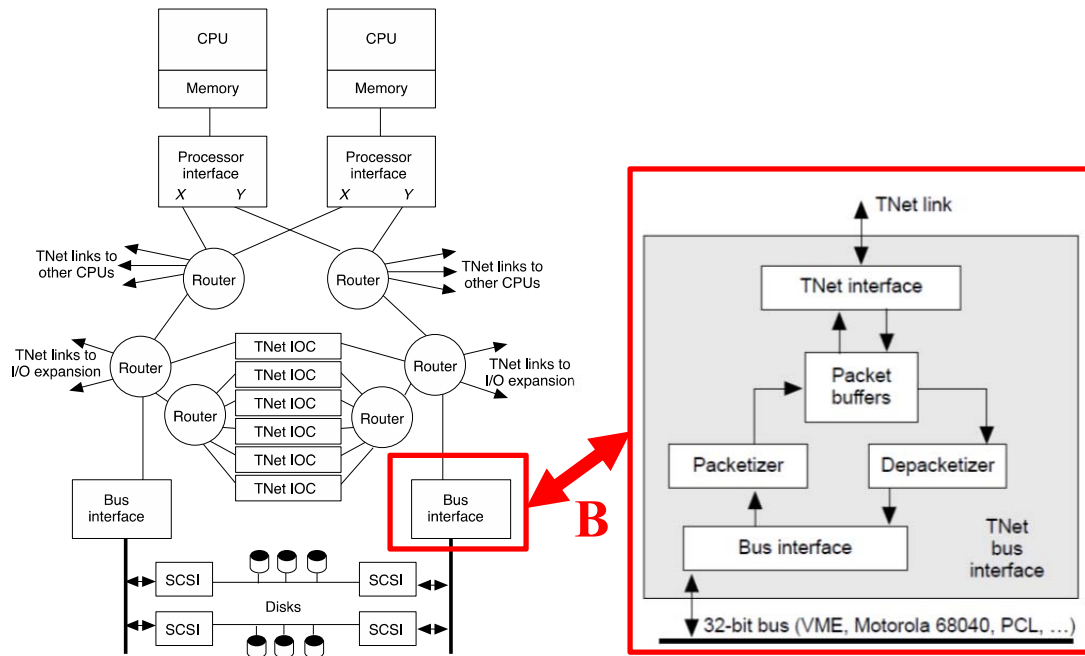 CPU
CPU
Memory
Memory
Processor
interface
X Y
Processor
interface
X Y
TNet links to
other CPUs
Router
Router
TNet links to
other CPUs
TNet links to
I/O expansion
Router
TNet IOC
TNet IOC
TNet IOC
TNet IOC
TNet IOC
TNet IOC
Router
Router
Router
TNet links to
I/O expansion
Bus
interface
Bus
interface
SCSI
SCSI
Disks
SCSI
SCSI
B
TNet link
TNet interface
Packet
buffers
Packetizer
Depacketizer
Bus interface
TNet
bus
interface
32-bit bus (VME, Motorola 68040, PCL, ...)